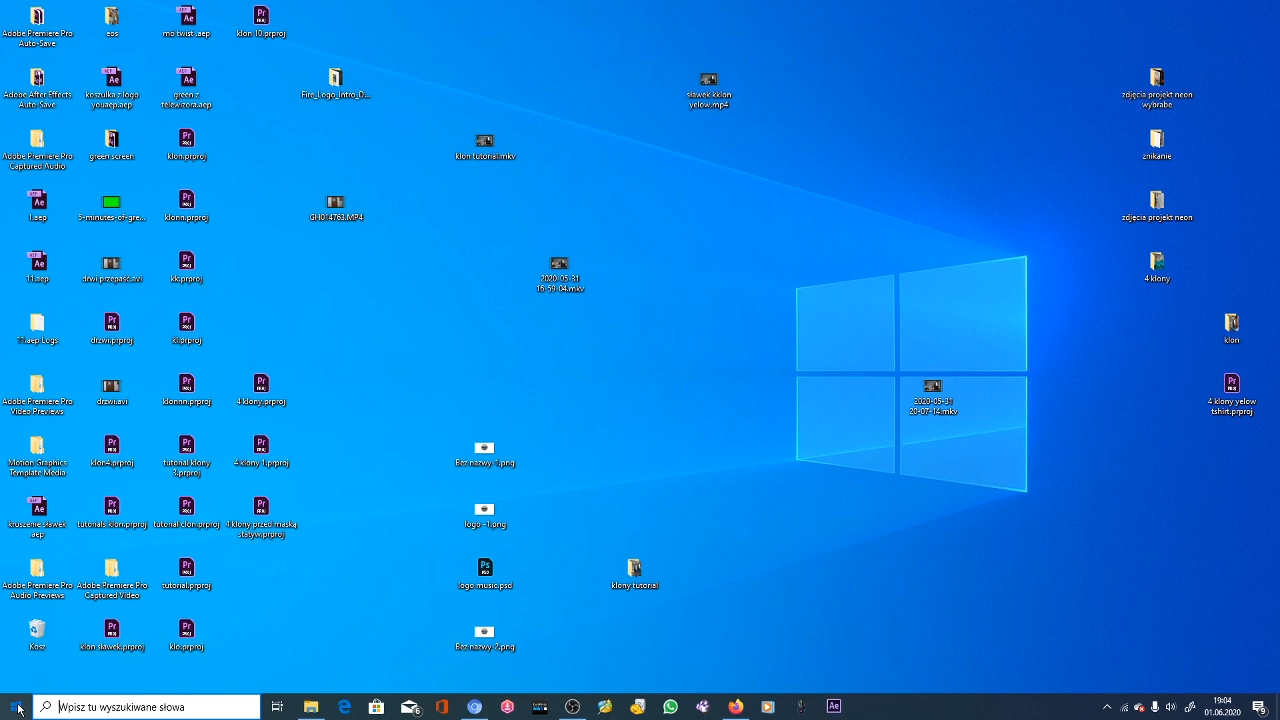 Adobe Premiere Pro
Auto-Save
eos
mo twist .aep
klon 10.prproj
Adobe After Effects
Auto-Save
koszulka z logo
youaep.aep
green z
telewizora.aep
Fire_Logo_Intro_D...
sławek kklon
yelow.mp4
zdjęcia projekt neon
wybrabe
Adobe Premiere Pro
Captured Audio
green screen
klon.prproj
klon tutorial.mkv
znikanie
1.aep
5-minutes-of-gre...
klonn.prproj
GH014763.MP4
zdjęcia projekt neon
11.aep
drwi przepasc.avi
kk.prproj
2020-05-31
16-59-04.mkv
4 klony
11.aep Logs
drzwi.prproj
kl.prproj
klon
Adobe Premiere Pro
Video Previews
drzwi.avi
klonnn.prproj
4 klony.prproj
2020-05-31
20-07-14.mkv
4 klony yelow
tshirt.prproj
Motion Graphics
Template Media
klon4.prproj
tutorial klony
3.prproj
4 klony 1.prproj
Bez nazwy-1.png
kruszenie sławek
.aep
tutorials klon.prproj
tutorial clon.prproj
4 klony przed maską
statyw.prproj
logo -1.png
Adobe Premiere Pro
Audio Previews
Adobe Premiere Pro
Captured Video
tutorial.prproj
logo music.psd
klony tutorial
Kosz
klon sławek.prproj
klo.prproj
Bez nazwy-2.png
Wpisz tu wyszukiwane słowa
19:04
01.06.2020